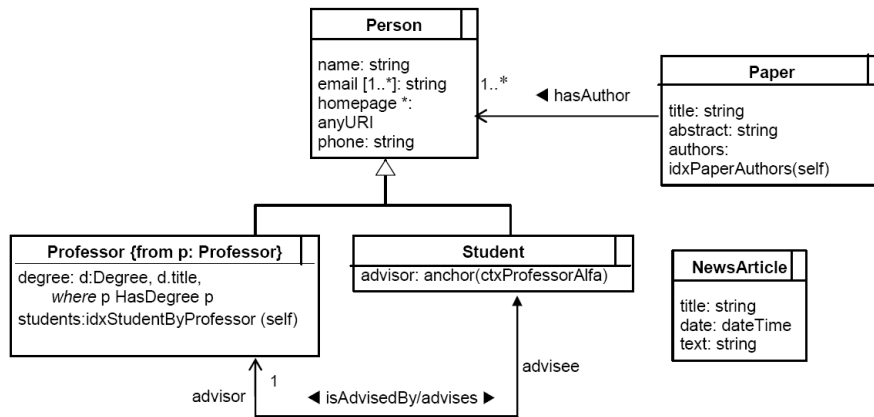 Person
name: string
email [1..*]: string
homepage *:
anyURI
phone: string
1..*
◄ hasAuthor
Paper
title: string
abstract: string
authors:
idxPaperAuthors(self)
Professor {from p: Professor}
degree: d:Degree, d.title,
where p HasDegree p
students:idxStudentByProfessor (self)
Student
advisor: anchor(ctxProfessorAlfa)
NewsArticle
title: string
date: dateTime
text: string
advisor
1
◄ isAdvisedBy/advises ►
advisee